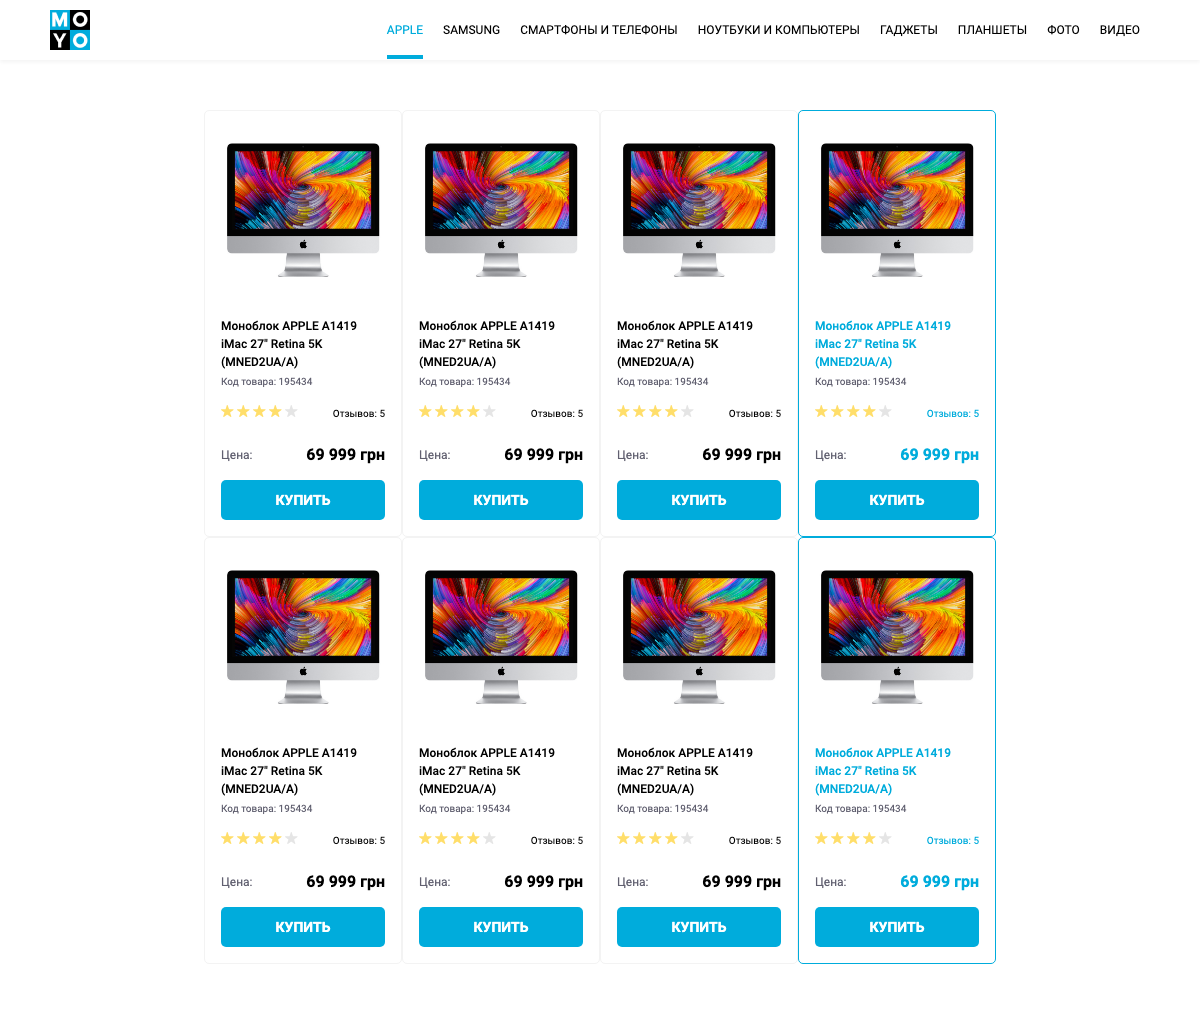 MO
YO
APPLE SAMSUNG СМАРТФОНЫ И ТЕЛЕФОНЫ НОУТБУКИ И КОМПЬЮТЕРЫ ГАДЖЕТЫ ПЛАНШЕТЫ ФОТО ВИДЕО
Моноблок APPLE A1419
iMac 27" Retina 5K
(MNED2UA/A)
Код товара: 195434
Отзывов: 5
Цена: 69 999 грн
КУПИТЬ
Моноблок APPLE A1419
iMac 27" Retina 5K
(MNED2UA/A)
Код товара: 195434
Отзывов: 5
Цена: 69 999 грн
КУПИТЬ
Моноблок APPLE A1419
iMac 27" Retina 5K
(MNED2UA/A)
Код товара: 195434
Отзывов: 5
Цена: 69 999 грн
КУПИТЬ
Моноблок APPLE A1419
iMac 27" Retina 5K
(MNED2UA/A)
Код товара: 195434
Отзывов: 5
Цена: 69 999 грн
КУПИТЬ
Моноблок APPLE A1419
iMac 27" Retina 5K
(MNED2UA/A)
Код товара: 195434
Отзывов: 5
Цена: 69 999 грн
КУПИТЬ
Моноблок APPLE A1419
iMac 27" Retina 5K
(MNED2UA/A)
Код товара: 195434
Отзывов: 5
Цена: 69 999 грн
КУПИТЬ
Моноблок APPLE A1419
iMac 27" Retina 5K
(MNED2UA/A)
Код товара: 195434
Отзывов: 5
Цена: 69 999 грн
КУПИТЬ
Моноблок APPLE A1419
iMac 27" Retina 5K
(MNED2UA/A)
Код товара: 195434
Отзывов: 5
Цена: 69 999 грн
КУПИТЬ